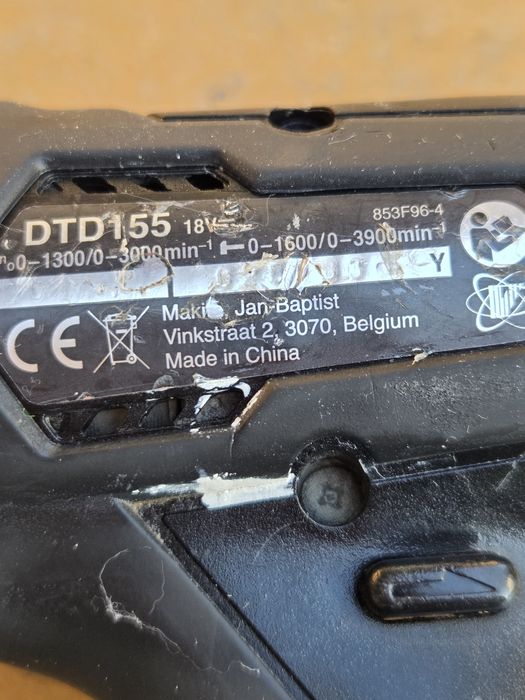 DTD155 18V
0-1300/0-3000min⁻¹ 0-1600/0-3900min⁻¹
853F96-4
Y
CE
Jan-Baptist
Vinkstraat 2, 3070, Belgium
Made in China